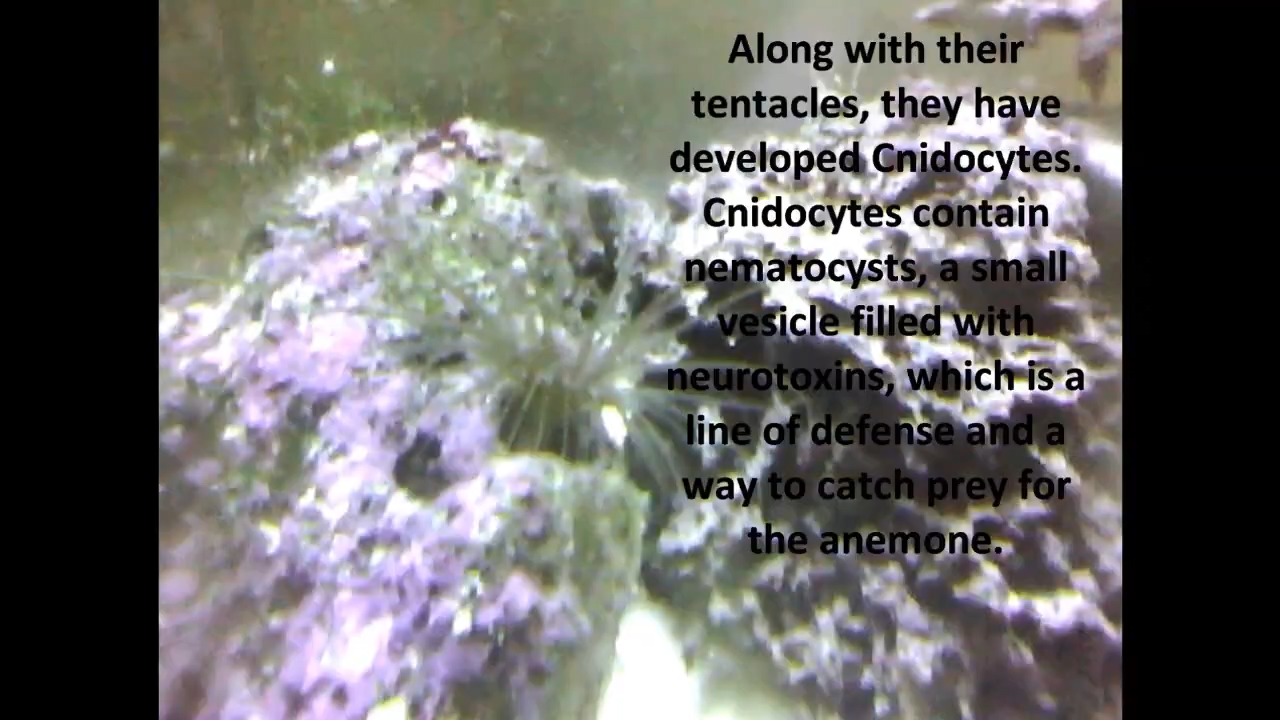 Along with their
tentacles, they have
developed Cnidocytes.
Cnidocytes contain
nematocysts, a small
vesicle filled with
neurotoxins, which is a
line of defense and a
way to catch prey for
the anemone.